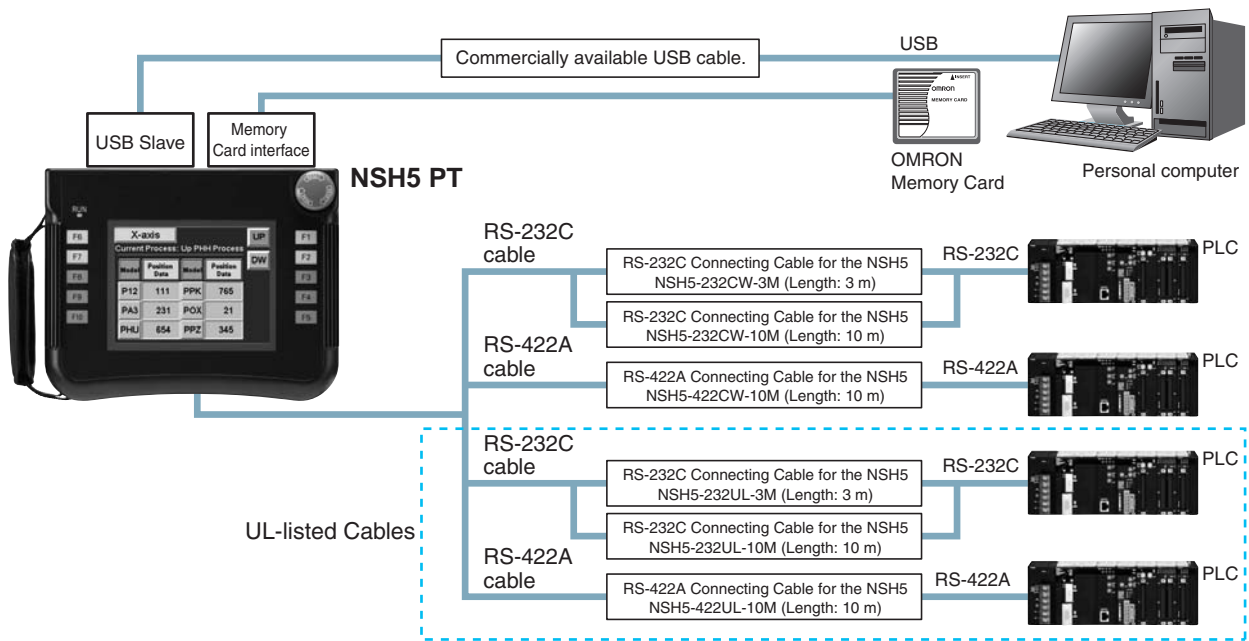 Commercially available USB cable.
USB
INSERT
OMRON
MEMORY CARD
USB Slave
Memory
Card interface
OMRON
Memory Card
Personal computer
NSH5 PT
RUN
F6
F7
F8
F9
F10
X-axis
UP
Current Process: Up PHH Process
DW
Model
Position
Data
Model
Position
Data
P12 111 PPK 765
PA3 231 POX 21
PHU 654 PPZ 345
F1
F2
F3
F4
F5
RS-232C
cable
RS-232C Connecting Cable for the NSH5
NSH5-232CW-3M (Length: 3 m)
RS-232C
PLC
RS-232C Connecting Cable for the NSH5
NSH5-232CW-10M (Length: 10 m)
RS-422A
cable
RS-422A Connecting Cable for the NSH5
NSH5-422CW-10M (Length: 10 m)
RS-422A
PLC
UL-listed Cables
RS-232C
cable
RS-232C Connecting Cable for the NSH5
NSH5-232UL-3M (Length: 3 m)
RS-232C
PLC
RS-232C Connecting Cable for the NSH5
NSH5-232UL-10M (Length: 10 m)
RS-422A
cable
RS-422A Connecting Cable for the NSH5
NSH5-422UL-10M (Length: 10 m)
RS-422A
PLC